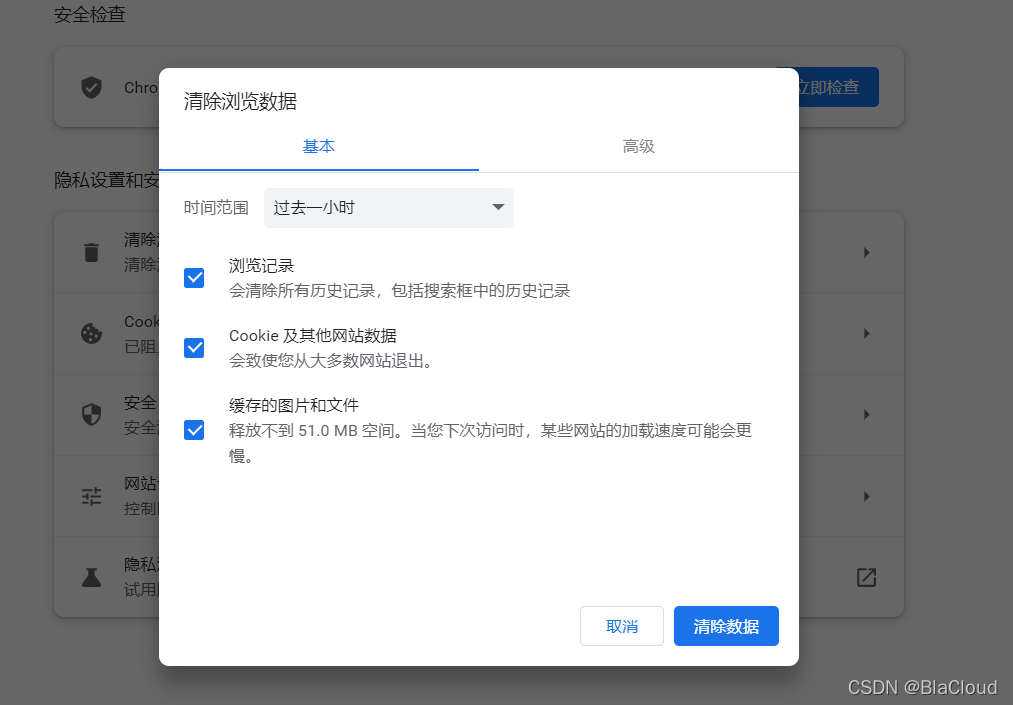 安全检查
Chro
立即检查
清除浏览数据
基本
高级
隐私设置和安
时间范围
过去一小时
清除
清除
浏览记录
会清除所有历史记录，包括搜索框中的历史记录
Cook
已阻
Cookie 及其他网站数据
会致使您从大多数网站退出。
安全
安全
缓存的图片和文件
释放不到 51.0 MB 空间。当您下次访问时，某些网站的加载速度可能会更
慢。
网站
控制
隐私
试用
取消
清除数据
CSDN @BlaCloud